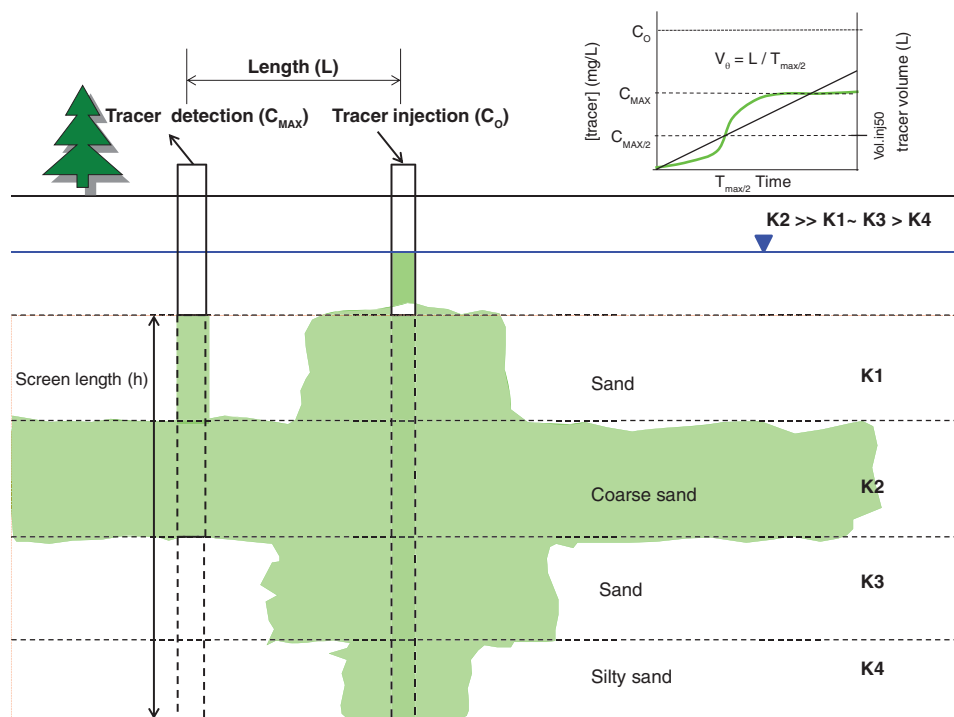 Length (L)
Tracer detection (CMAX)
Tracer injection (CO)
[tracer] (mg/L)
CO
CMAX
CMAX/2
Vθ = L / Tmax/2
Tmax/2 Time
Vol.inj50
tracer volume (L)
K2 >> K1~ K3 > K4
Screen length (h)
Sand
K1
Coarse sand
K2
Sand
K3
Silty sand
K4